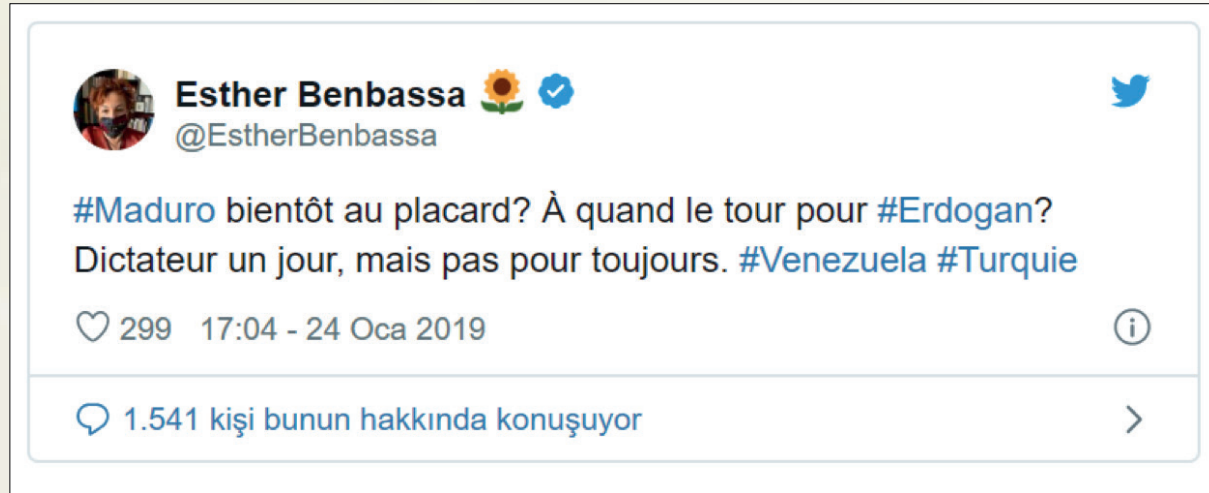 Esther Benbassa 🌻
@EstherBenbassa
#Maduro bientôt au placard? À quand le tour pour #Erdogan?
Dictateur un jour, mais pas pour toujours. #Venezuela #Turquie
299 17:04 - 24 Oca 2019
1.541 kişi bunun hakkında konuşuyor